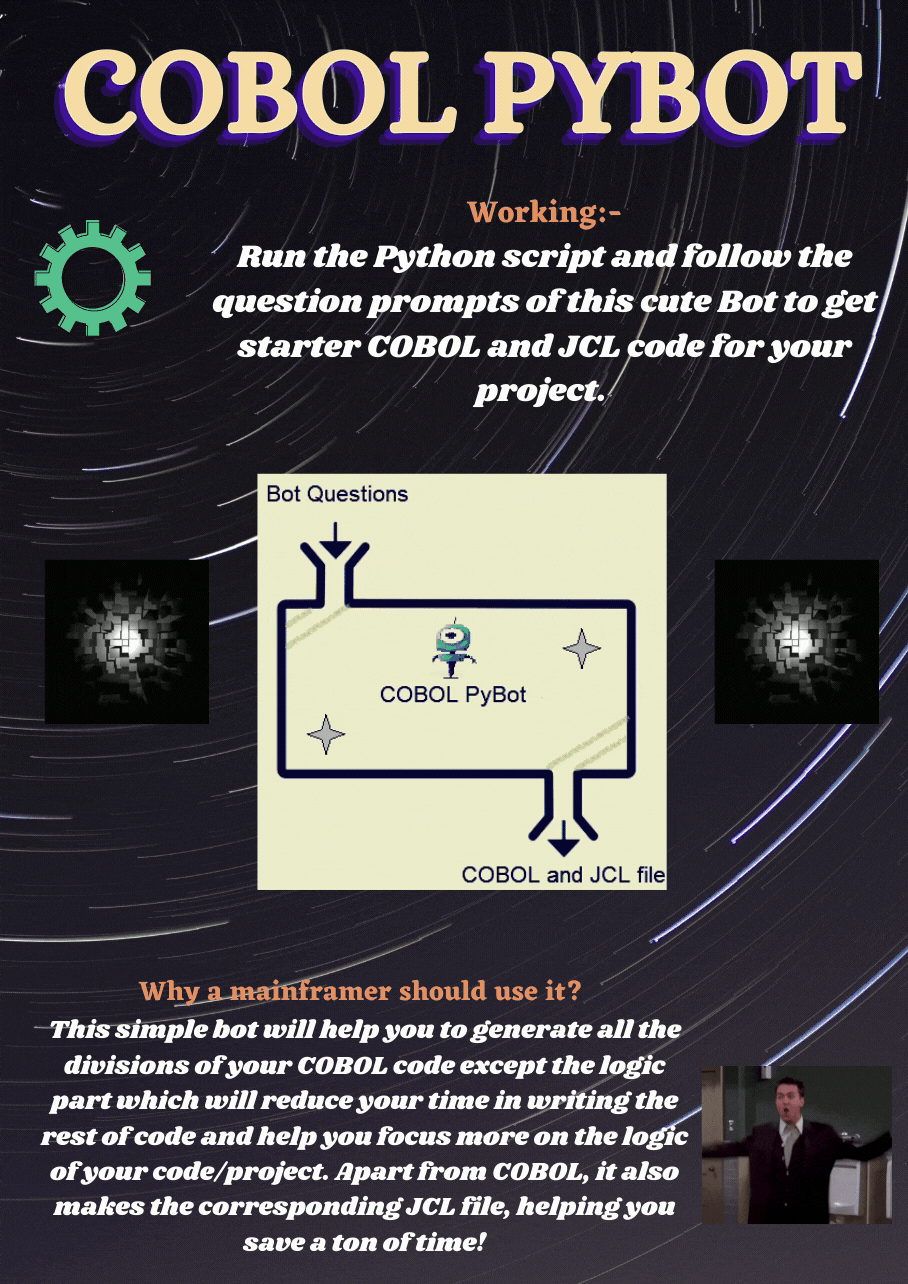 COBOL PYBOT
Working:-
Run the Python script and follow the
question prompts of this cute Bot to get
starter COBOL and JCL code for your
project.
Bot Questions
COBOL PyBot
COBOL and JCL file
Why a mainframer should use it?
This simple bot will help you to generate all the
divisions of your COBOL code except the logic
part which will reduce your time in writing the
rest of code and help you focus more on the logic
of your code/project. Apart from COBOL, it also
makes the corresponding JCL file, helping you
save a ton of time!